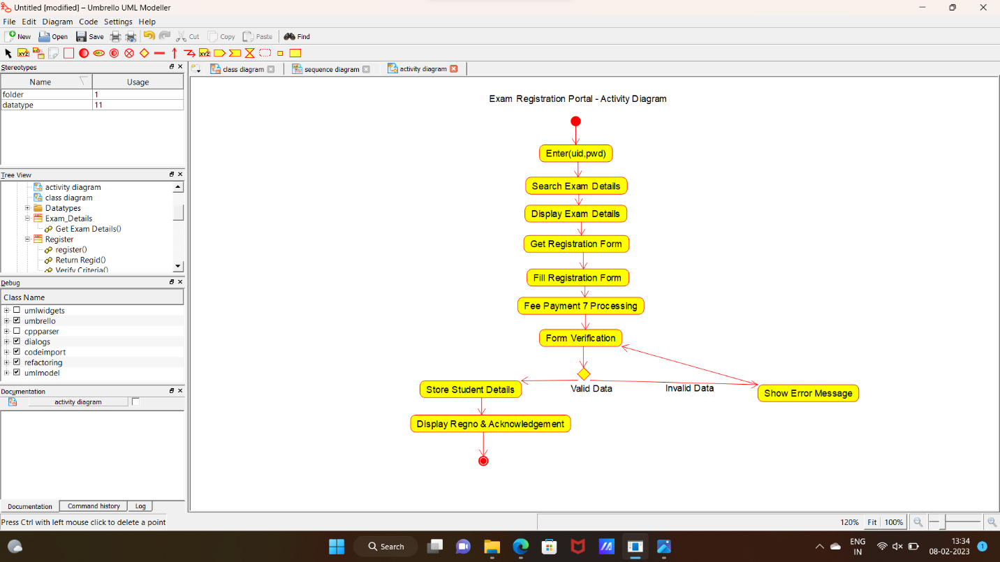 Untitled [modified] – Umbrello UML Modeller
File Edit Diagram Code Settings Help
New Open Save Cut Copy Paste Find
XYZ ABC XYZ
Stereotypes
class diagram sequence diagram activity diagram
Name Usage
folder 1
datatype 11
Tree View
activity diagram
class diagram
Datatypes
Exam_Details
Get Exam Details()
Register
register()
Return Regid()
Verify Criteria()
Debug
Class Name
umlwidgets
umbrello
cppparser
dialogs
codeimport
refactoring
umlmodel
Documentation
activity diagram
Documentation Command history Log
Exam Registration Portal - Activity Diagram
Enter(uid,pwd)
Search Exam Details
Display Exam Details
Get Registration Form
Fill Registration Form
Fee Payment 7 Processing
Form Verification
Valid Data Invalid Data
Store Student Details
Show Error Message
Display Regno & Acknowledgement
Press Ctrl with left mouse click to delete a point
120% Fit 100%
Search
ENG
IN
13:34
08-02-2023
1